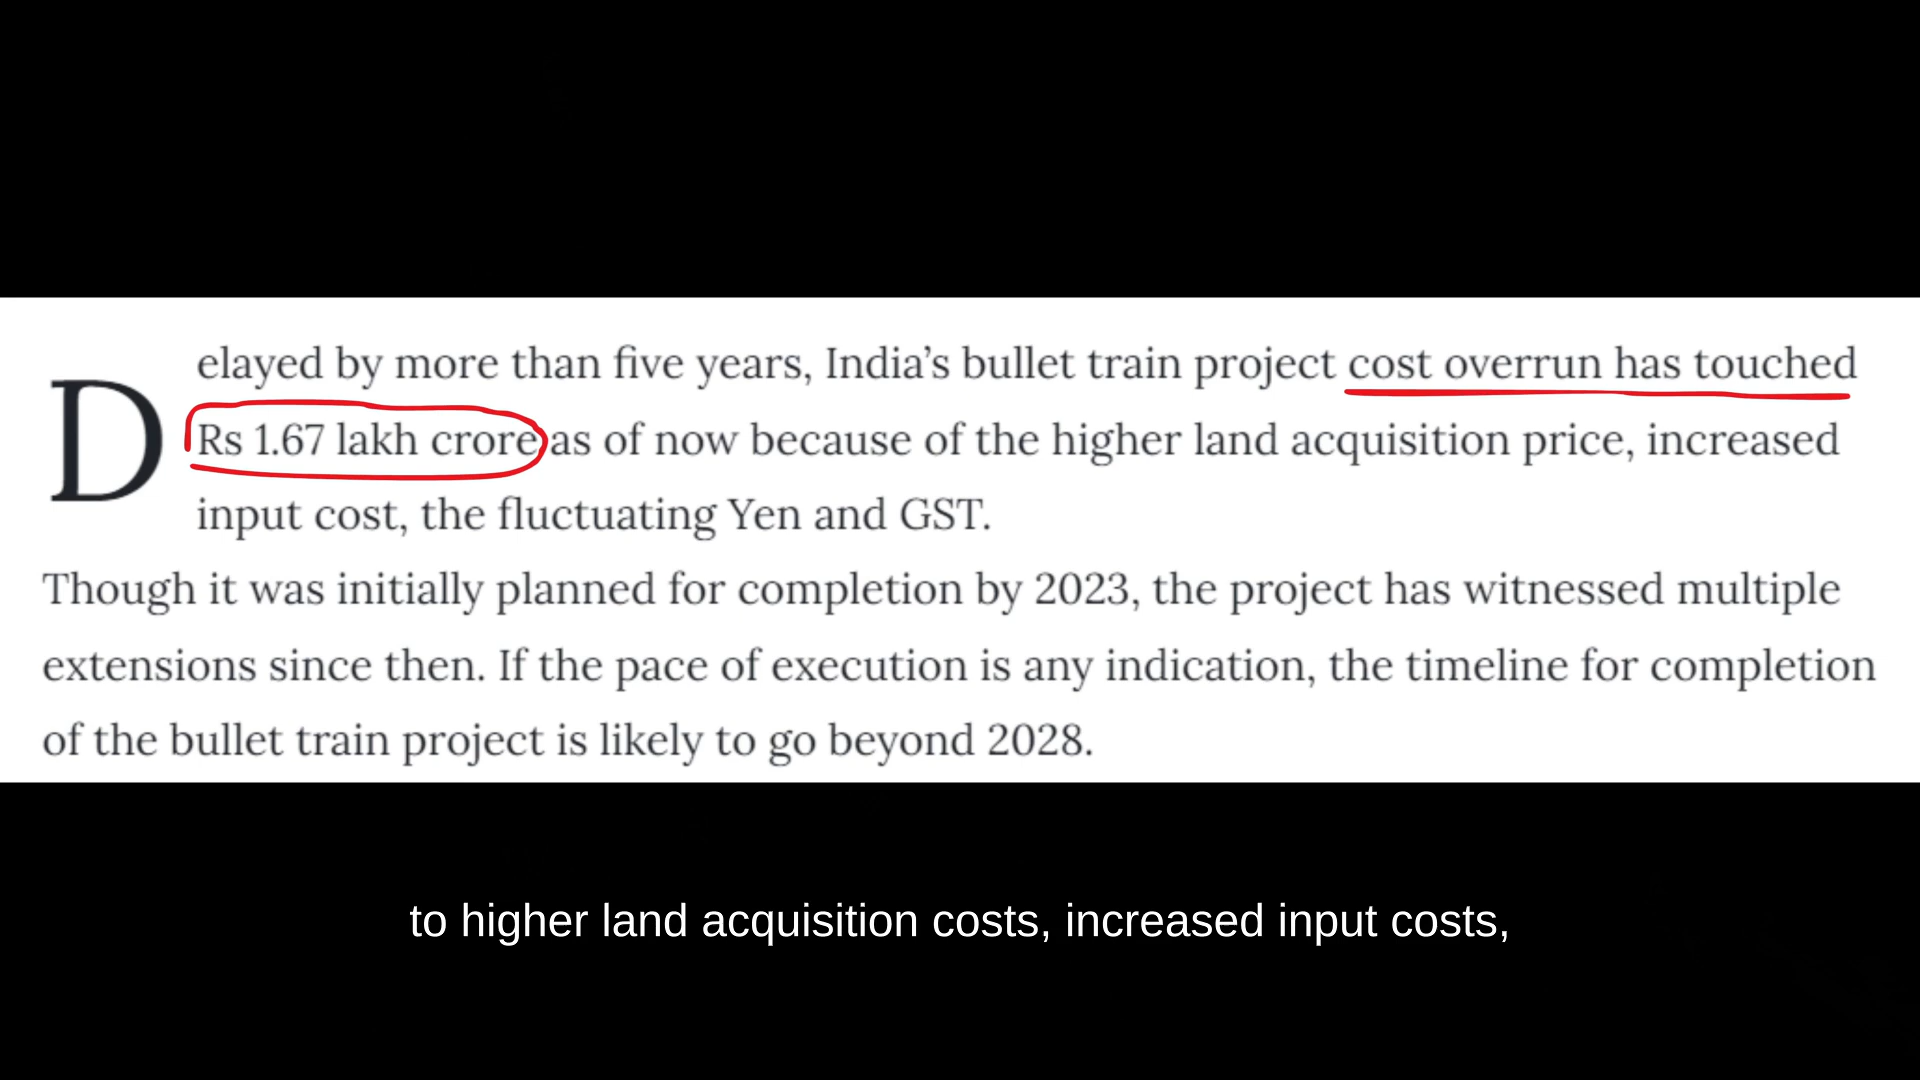 Delayed by more than five years, India’s bullet train project cost overrun has touched
Rs 1.67 lakh crore as of now because of the higher land acquisition price, increased
input cost, the fluctuating Yen and GST.
Though it was initially planned for completion by 2023, the project has witnessed multiple
extensions since then. If the pace of execution is any indication, the timeline for completion
of the bullet train project is likely to go beyond 2028.
to higher land acquisition costs, increased input costs,